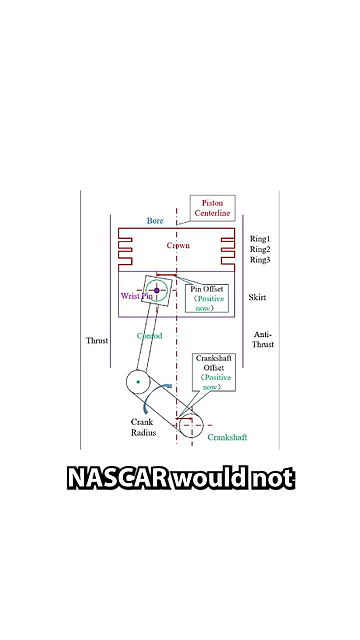 Piston
Centerline
Bore
Crown
Ring1
Ring2
Ring3
Wrist Pin
Pin Offset
(Positive
now)
Skirt
Thrust
Conrod
Anti-
Thrust
Crankshaft
Offset
(Positive
now)
Crank
Radius
Crankshaft
NASCAR would not